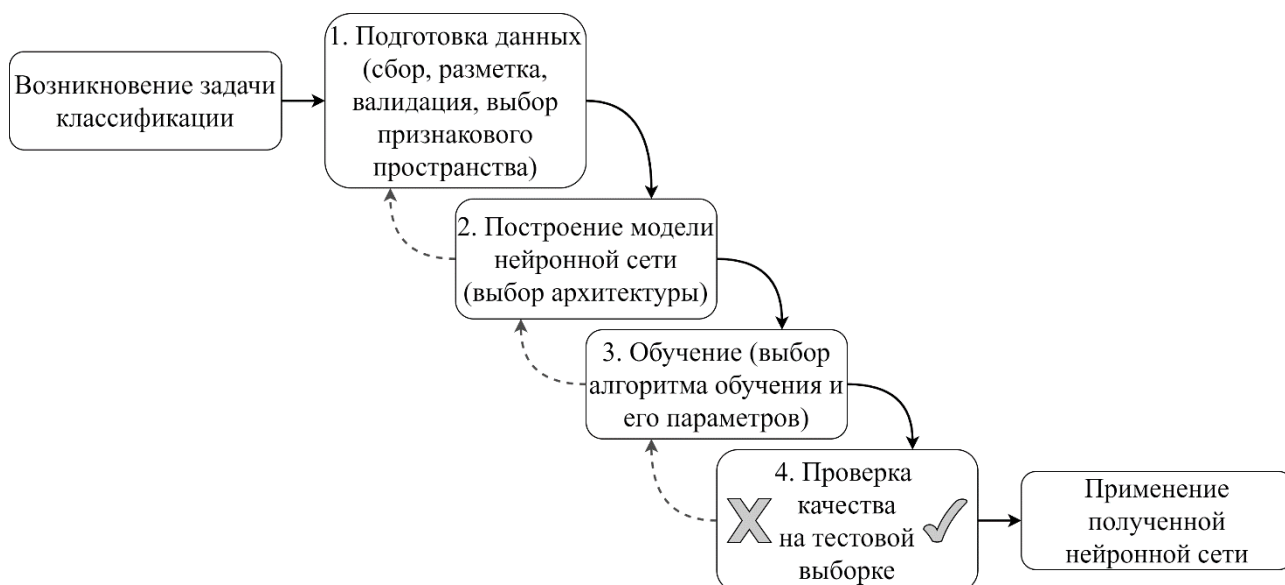 Возникновение задачи
классификации
1. Подготовка данных
(сбор, разметка,
валидация, выбор
признакового
пространства)
2. Построение модели
нейронной сети
(выбор архитектуры)
3. Обучение (выбор
алгоритма обучения и
его параметров)
4. Проверка
качества
на тестовой
выборке
Применение
полученной
нейронной сети